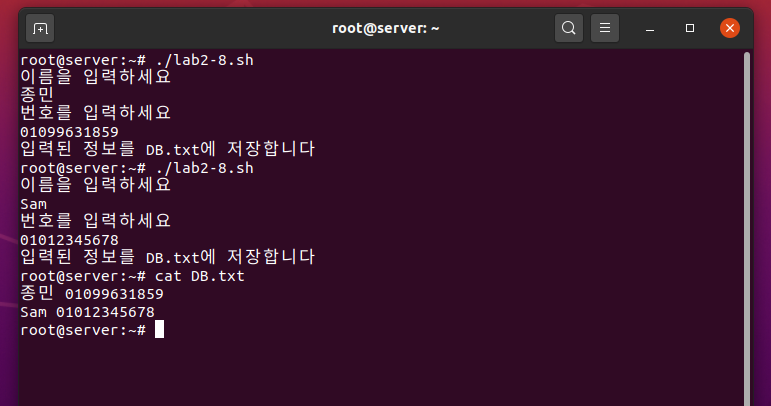 root@server: ~
root@server:~# ./lab2-8.sh
이름을 입력하세요
종민
번호를 입력하세요
01099631859
입력된 정보를 DB.txt에 저장합니다
root@server:~# ./lab2-8.sh
이름을 입력하세요
Sam
번호를 입력하세요
01012345678
입력된 정보를 DB.txt에 저장합니다
root@server:~# cat DB.txt
종민 01099631859
Sam 01012345678
root@server:~#